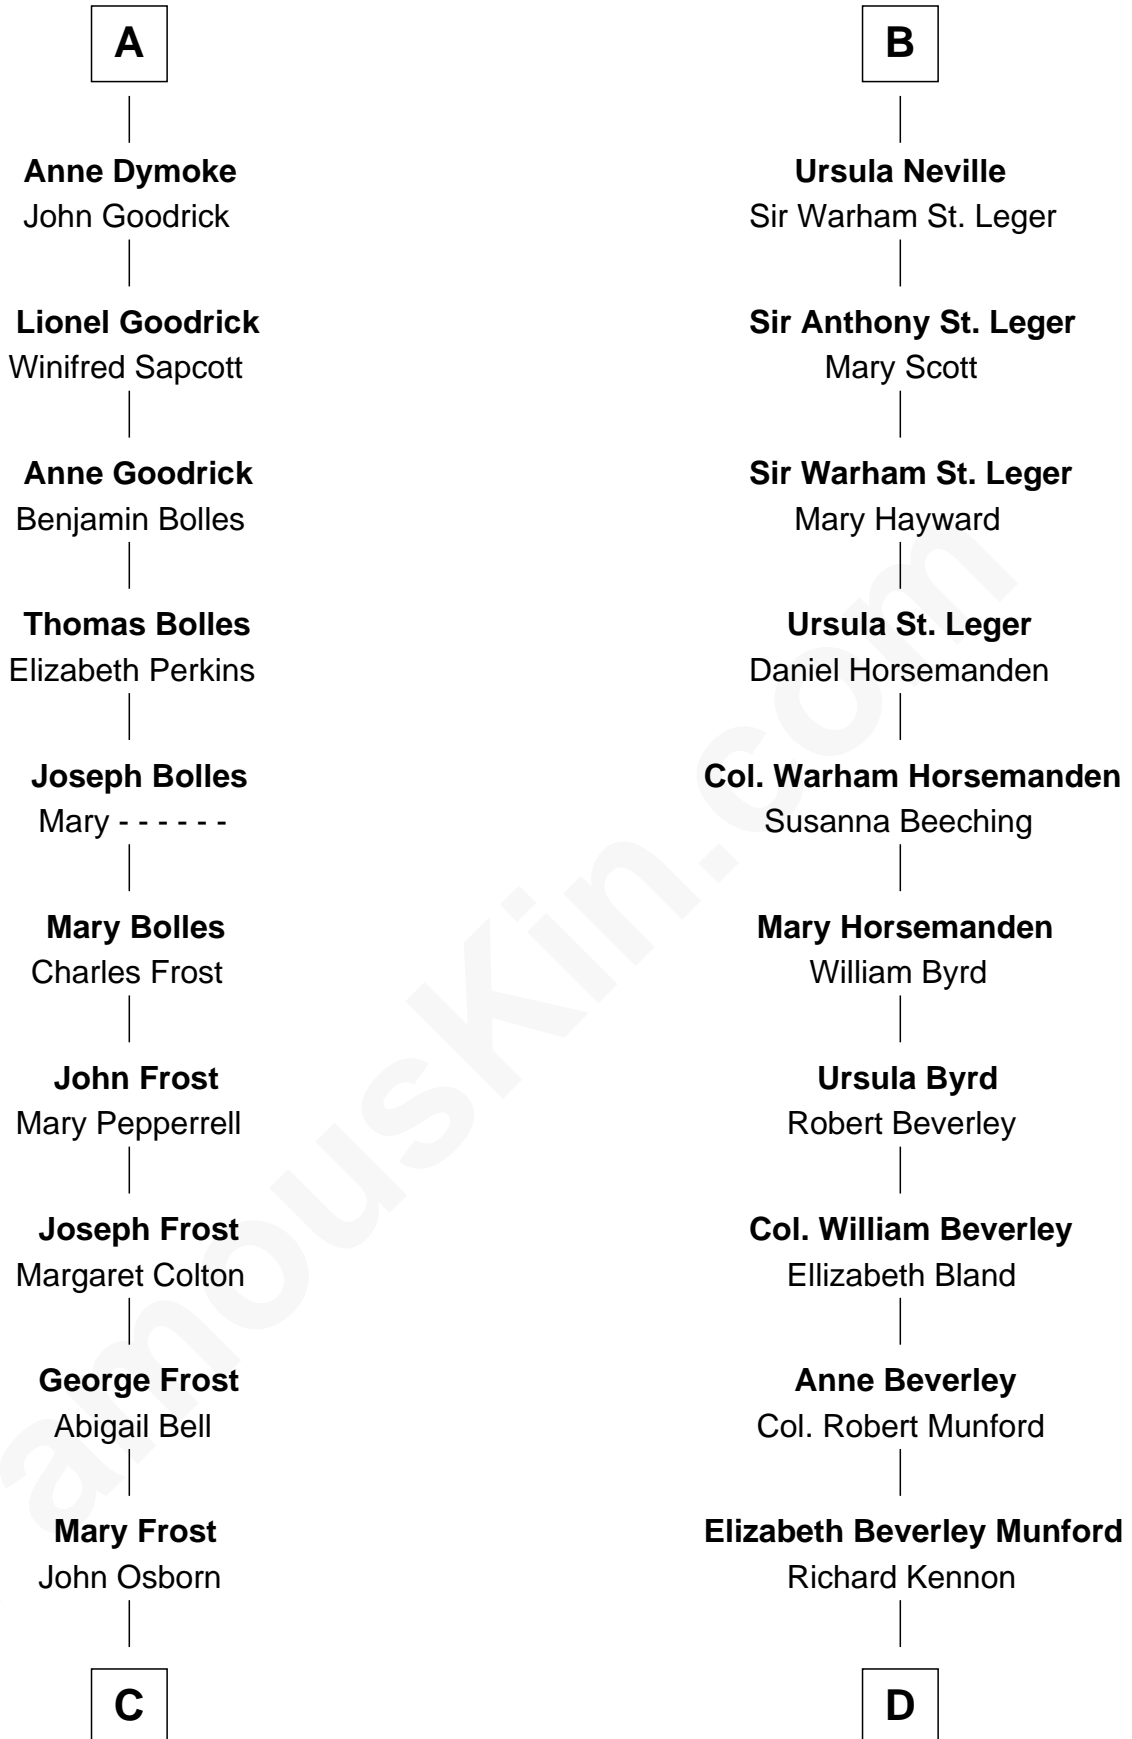 A
Anne Dymoke
John Goodrick
Lionel Goodrick
Winifred Sapcott
Anne Goodrick
Benjamin Bolles
Thomas Bolles
Elizabeth Perkins
Joseph Bolles
Mary - - - - - -
Mary Bolles
Charles Frost
John Frost
Mary Pepperrell
Joseph Frost
Margaret Colton
George Frost
Abigail Bell
Mary Frost
John Osborn
C
B
Ursula Neville
Sir Warham St. Leger
Sir Anthony St. Leger
Mary Scott
Sir Warham St. Leger
Mary Hayward
Ursula St. Leger
Daniel Horsemanden
Col. Warham Horsemanden
Susanna Beeching
Mary Horsemanden
William Byrd
Ursula Byrd
Robert Beverley
Col. William Beverley
Ellizabeth Bland
Anne Beverley
Col. Robert Munford
Elizabeth Beverley Munford
Richard Kennon
D
amousKin.com